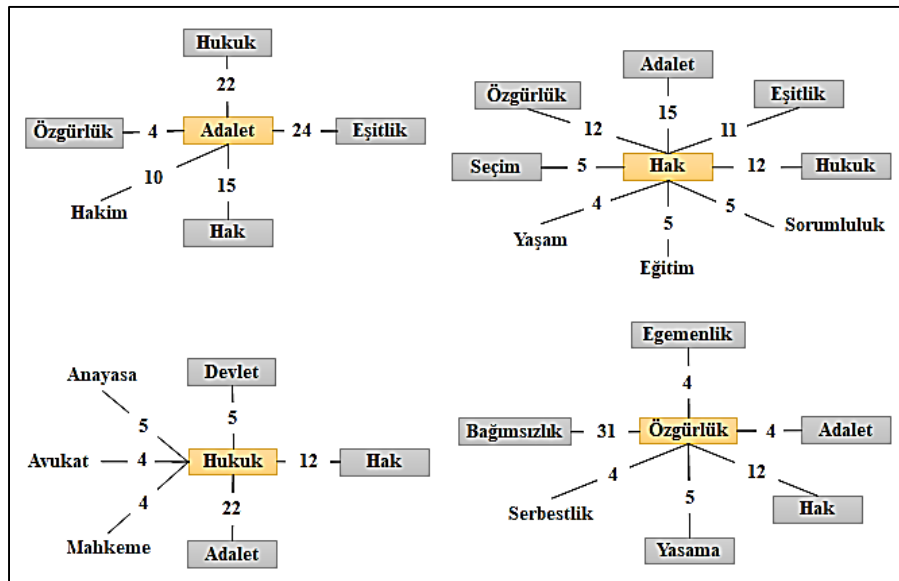 Hukuk
22
Özgürlük 4 Adalet 24 Eşitlik
10
15
Hakim
Hak
Adalet
Özgürlük
Eşitlik
15
12
11
Seçim 5 Hak 12 Hukuk
4
5
5
Yaşam
Sorumluluk
Eğitim
Anayasa
Devlet
5
5
Avukat 4 Hukuk 12 Hak
4
22
Mahkeme
Adalet
Egemenlik
4
Bağımsızlık 31 Özgürlük 4 Adalet
4
12
5
Serbestlik
Hak
Yasama